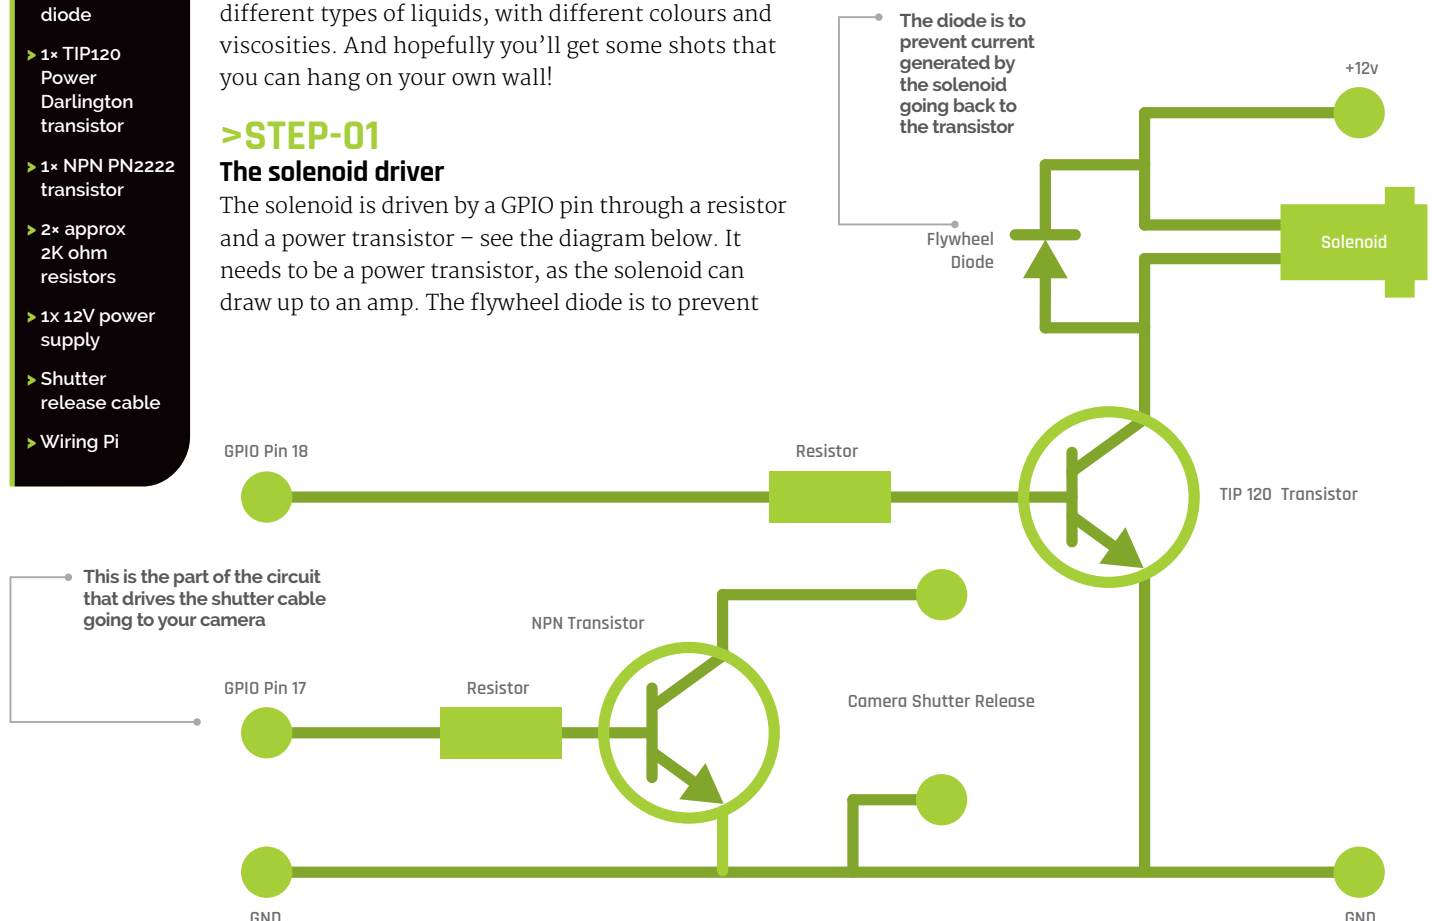 diode
> 1× TIP120
Power
Darlington
transistor
> 1× NPN PN2222
transistor
> 2× approx
2K ohm
resistors
> 1x 12V power
supply
> Shutter
release cable
> Wiring Pi
different types of liquids, with different colours and
viscosities. And hopefully you’ll get some shots that
you can hang on your own wall!
>STEP-01
The solenoid driver
The solenoid is driven by a GPIO pin through a resistor
and a power transistor – see the diagram below. It
needs to be a power transistor, as the solenoid can
draw up to an amp. The flywheel diode is to prevent
The diode is to
prevent current
generated by
the solenoid
going back to
the transistor
+12v
Flywheel
Diode
Solenoid
GPIO Pin 18
Resistor
TIP 120 Transistor
This is the part of the circuit
that drives the shutter cable
going to your camera
NPN Transistor
GPIO Pin 17
Resistor
Camera Shutter Release
GND
GND